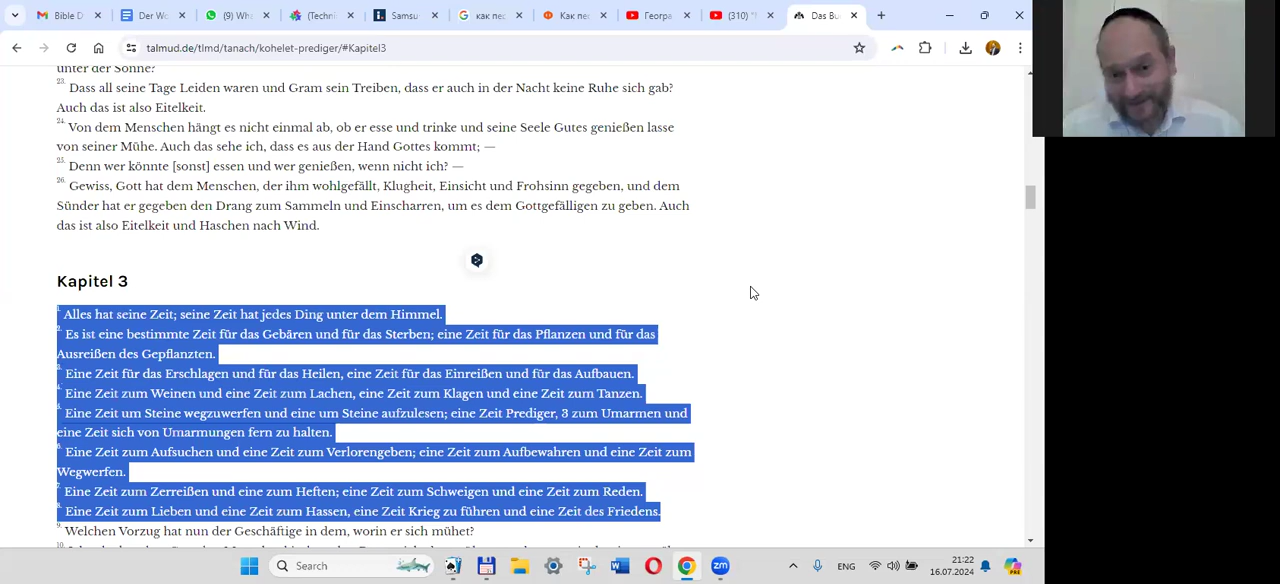 Bible D
Der Wo
(9) Wha
(Techni
Samsu
как пес
Как пе
Геогра
(310) "
Das Bu
talmud.de/tlmd/tanach/kohelet-prediger/#Kapitel3
unter der Sonne?
23. Dass all seine Tage Leiden waren und Gram sein Treiben, dass er auch in der Nacht keine Ruhe sich gab?
Auch das ist also Eitelkeit.
24. Von dem Menschen hängt es nicht einmal ab, ob er esse und trinke und seine Seele Gutes genießen lasse
von seiner Mühe. Auch das sehe ich, dass es aus der Hand Gottes kommt; —
25. Denn wer könnte [sonst] essen und wer genießen, wenn nicht ich? —
26. Gewiss, Gott hat dem Menschen, der ihm wohlgefällt, Klugheit, Einsicht und Frohsinn gegeben, und dem
Sünder hat er gegeben den Drang zum Sammeln und Einscharren, um es dem Gottgefälligen zu geben. Auch
das ist also Eitelkeit und Haschen nach Wind.
Kapitel 3
1. Alles hat seine Zeit; seine Zeit hat jedes Ding unter dem Himmel.
2. Es ist eine bestimmte Zeit für das Gebären und für das Sterben; eine Zeit für das Pflanzen und für das
Ausreißen des Gepflanzten.
3. Eine Zeit für das Erschlagen und für das Heilen, eine Zeit für das Einreißen und für das Aufbauen.
4. Eine Zeit zum Weinen und eine Zeit zum Lachen, eine Zeit zum Klagen und eine Zeit zum Tanzen.
5. Eine Zeit um Steine wegzuwerfen und eine um Steine aufzulesen; eine Zeit Prediger, 3 zum Umarmen und
eine Zeit sich von Umarmungen fern zu halten.
6. Eine Zeit zum Aufsuchen und eine Zeit zum Verlorengeben; eine Zeit zum Aufbewahren und eine Zeit zum
Wegwerfen.
7. Eine Zeit zum Zerreißen und eine zum Heften; eine Zeit zum Schweigen und eine Zeit zum Reden.
8. Eine Zeit zum Lieben und eine Zeit zum Hassen, eine Zeit Krieg zu führen und eine Zeit des Friedens.
9. Welchen Vorzug hat nun der Geschäftige in dem, worin er sich mühet?
10.
Search
W
zm
ENG
21:22
16.07.2024
PRE